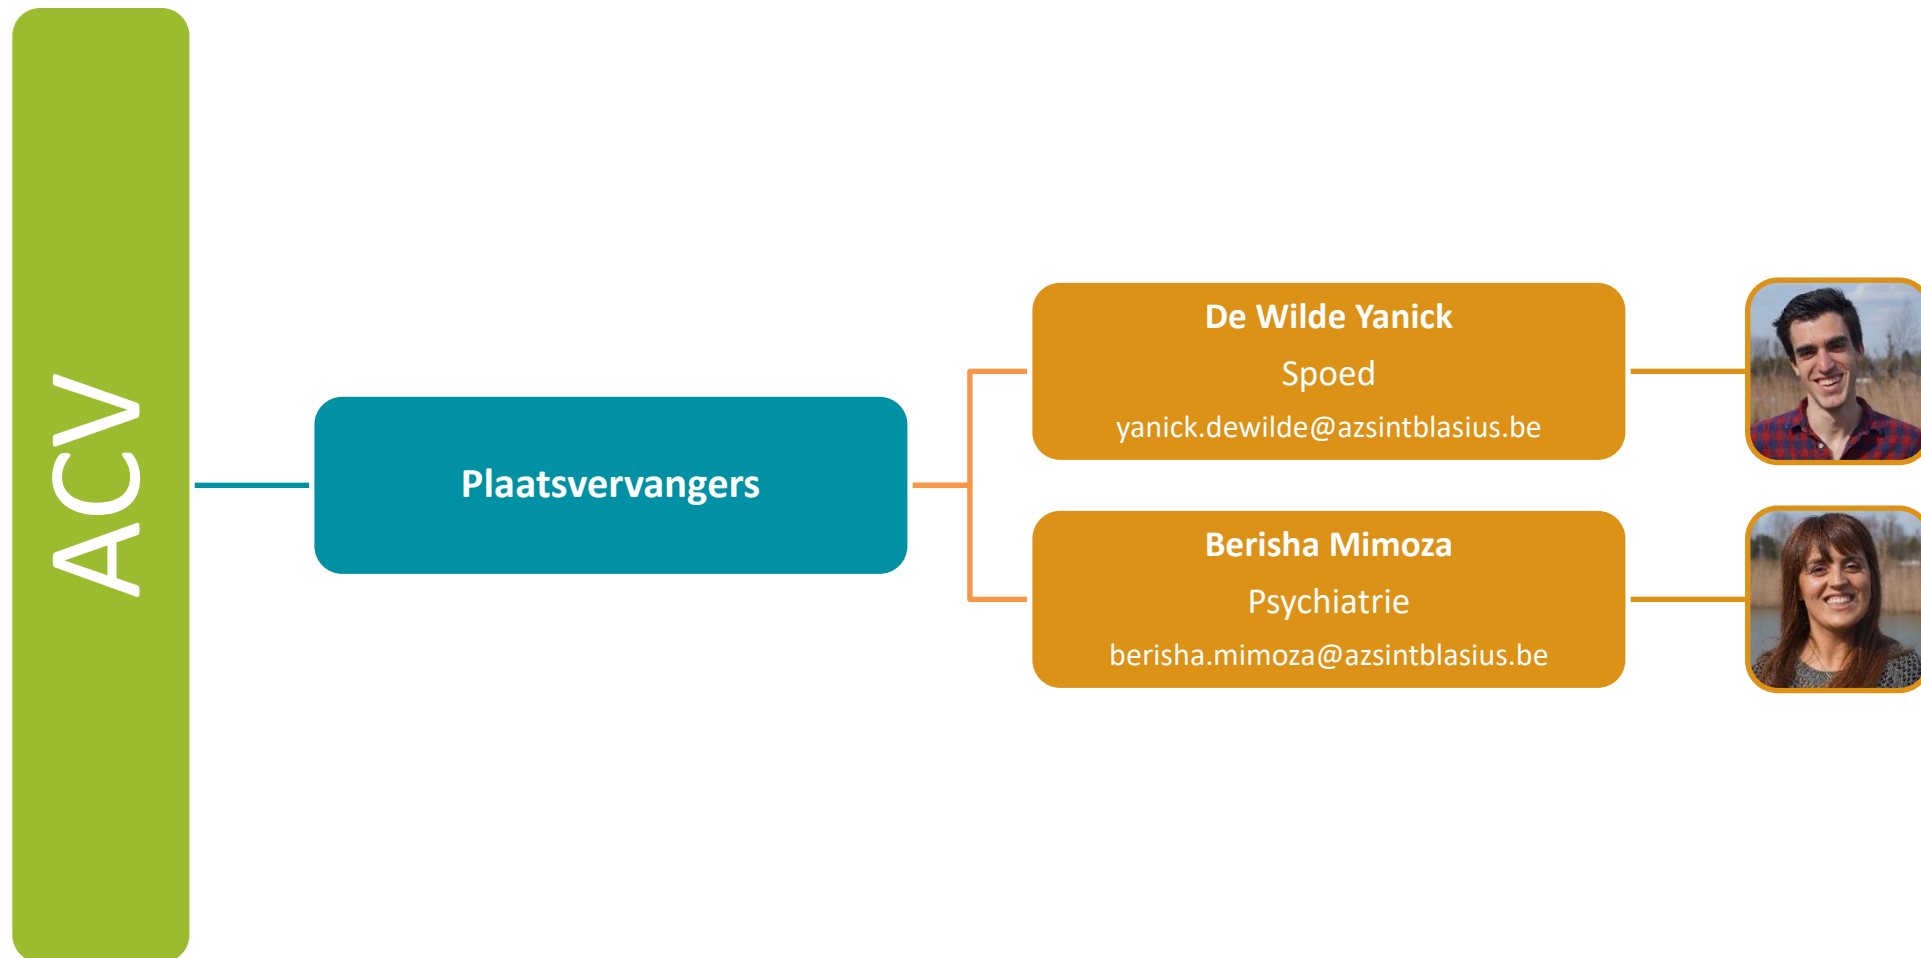 ACV
Plaatsvervangers
De Wilde Yanick
Spoed
yanick.dewilde@azsintblasius.be
Berisha Mimoza
Psychiatrie
berisha.mimoza@azsintblasius.be